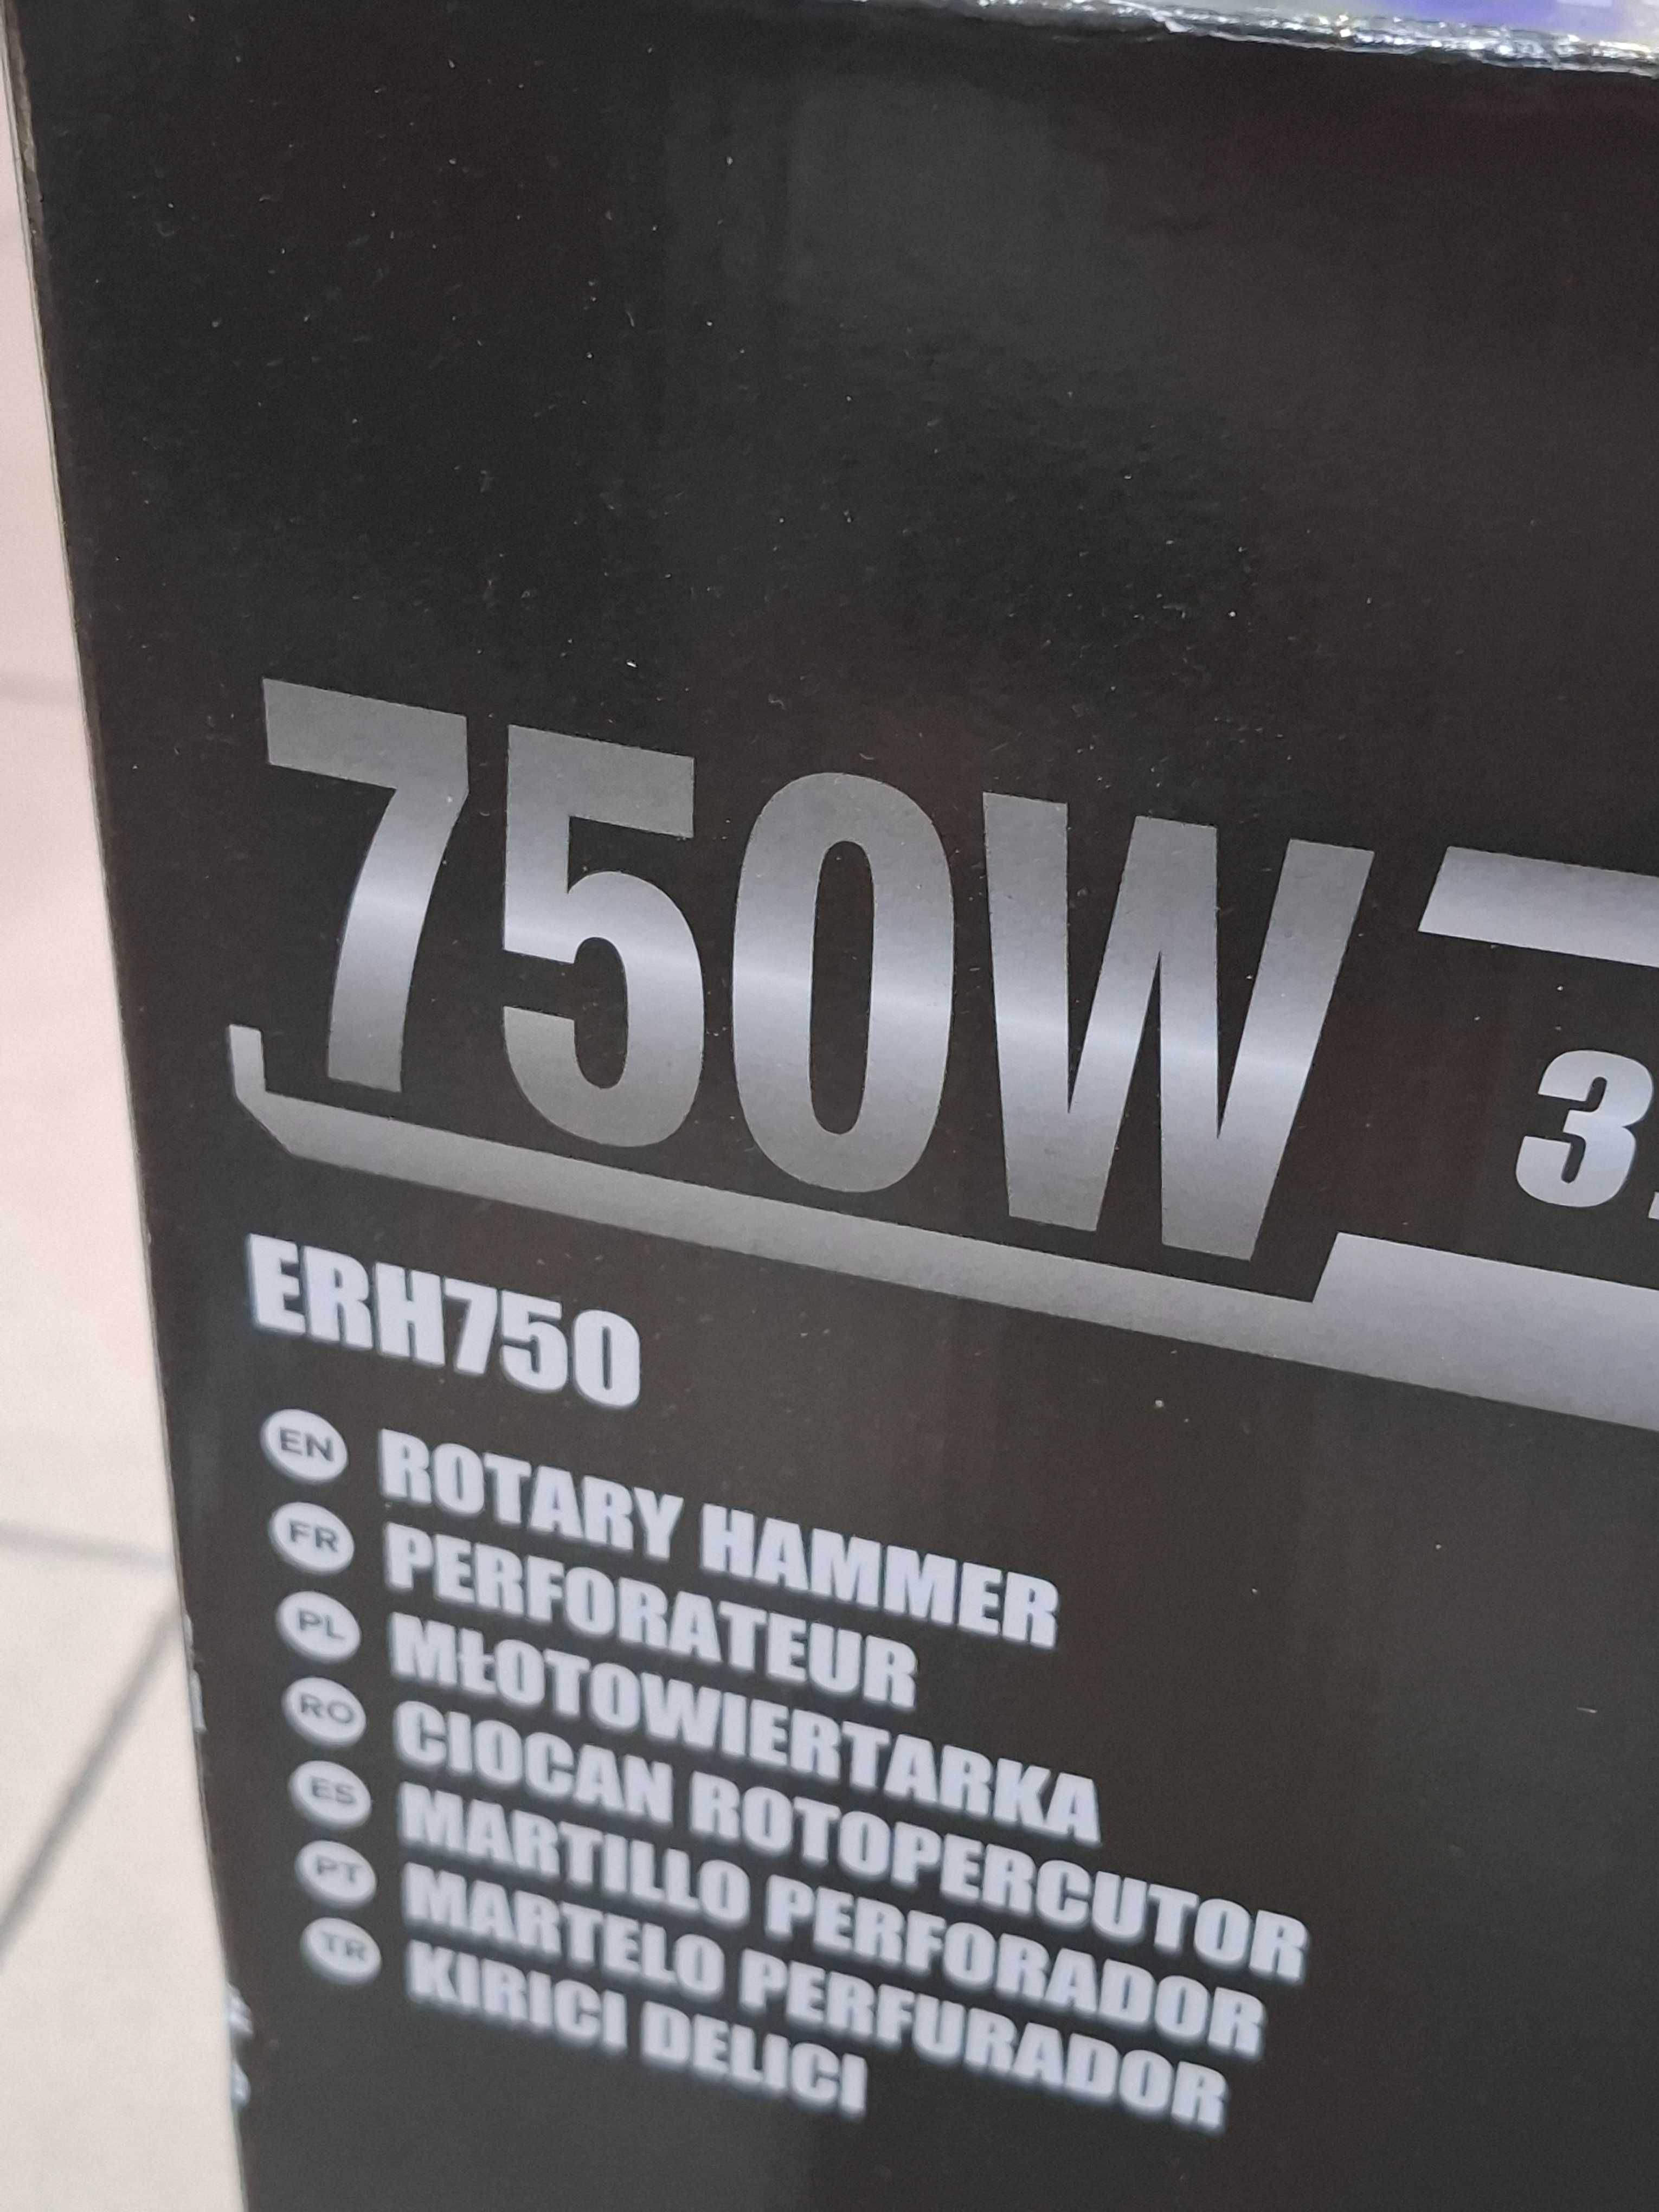 750W
3
ERH750
EN ROTARY HAMMER
FR PERFORATEUR
PL MŁOTOWIERTARKA
RO CIOCAN ROTOPERCUTOR
ES MARTILLO PERFORADOR
PT MARTELO PERFURADOR
TR KIRICI DELICI